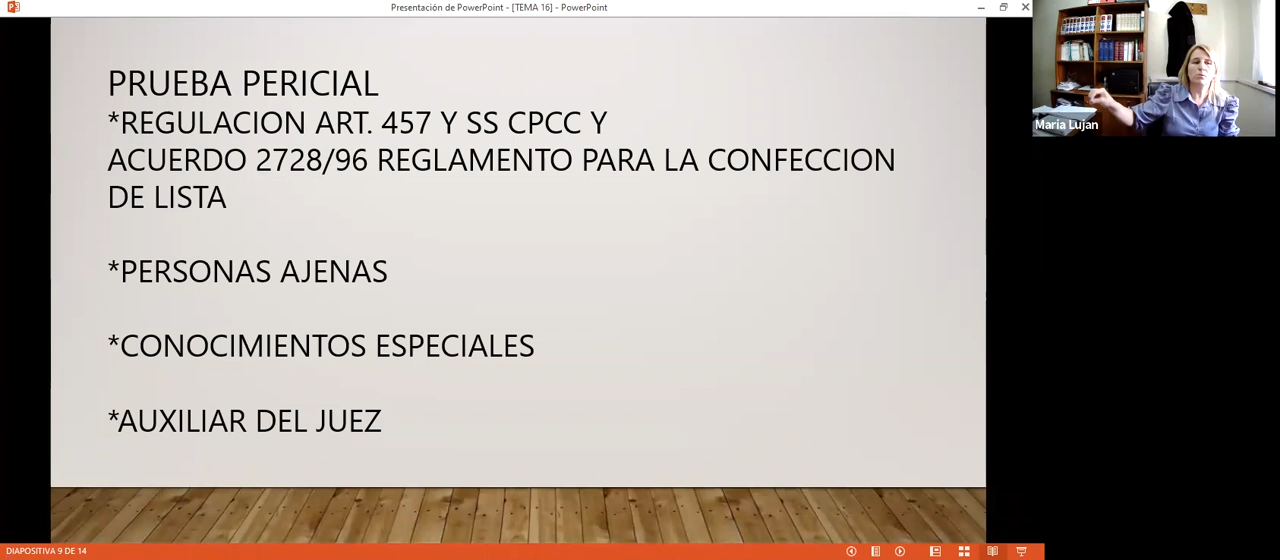 Presentación de PowerPoint - [TEMA 16] - PowerPoint
PRUEBA PERICIAL
*REGULACION ART. 457 Y SS CPCC Y
ACUERDO 2728/96 REGLAMENTO PARA LA CONFECCION
DE LISTA
*PERSONAS AJENAS
*CONOCIMIENTOS ESPECIALES
*AUXILIAR DEL JUEZ
Maria Lujan
DIAPOSITIVA 9 DE 14